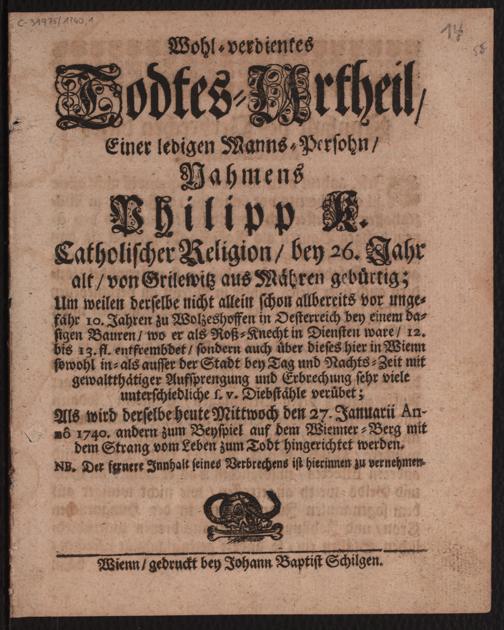 C-31975/1740,1
14
58
Wohl-verdientes
Todtes-Urtheil/
Einer ledigen Manns-Persohn/
Nahmens
Philipp K.
Catholischer Religion/ bey 26. Jahr
alt/ von Grilewitz aus Mähren gebürtig;
Um weilen derselbe nicht allein schon allbereits vor unge-
fähr 10. Jahren zu Wolzeshoffen in Oesterreich bey einem da-
sigen Bauren/ wo er als Roß-Knecht in Diensten ware/ 12.
bis 13. fl. entfrembdet/ sondern auch über dieses hier in Wienn
sowohl in- als ausser der Stadt bey Tag und Nachts-Zeit mit
gewaltthätiger Auffsprengung und Erbrechung sehr viele
unterschiedliche s. v. Diebstähle verübet;
Als wird derselbe heute Mittwoch den 27. Januarii An-
nô 1740. andern zum Beyspiel auf dem Wienner-Berg mit
dem Strang vom Leben zum Todt hingerichtet werden.
NB. Der fernere Innhalt seines Verbrechens ist hierinnen zu vernehmen.
Wienn/ gedruckt bey Johann Baptist Schilgen.